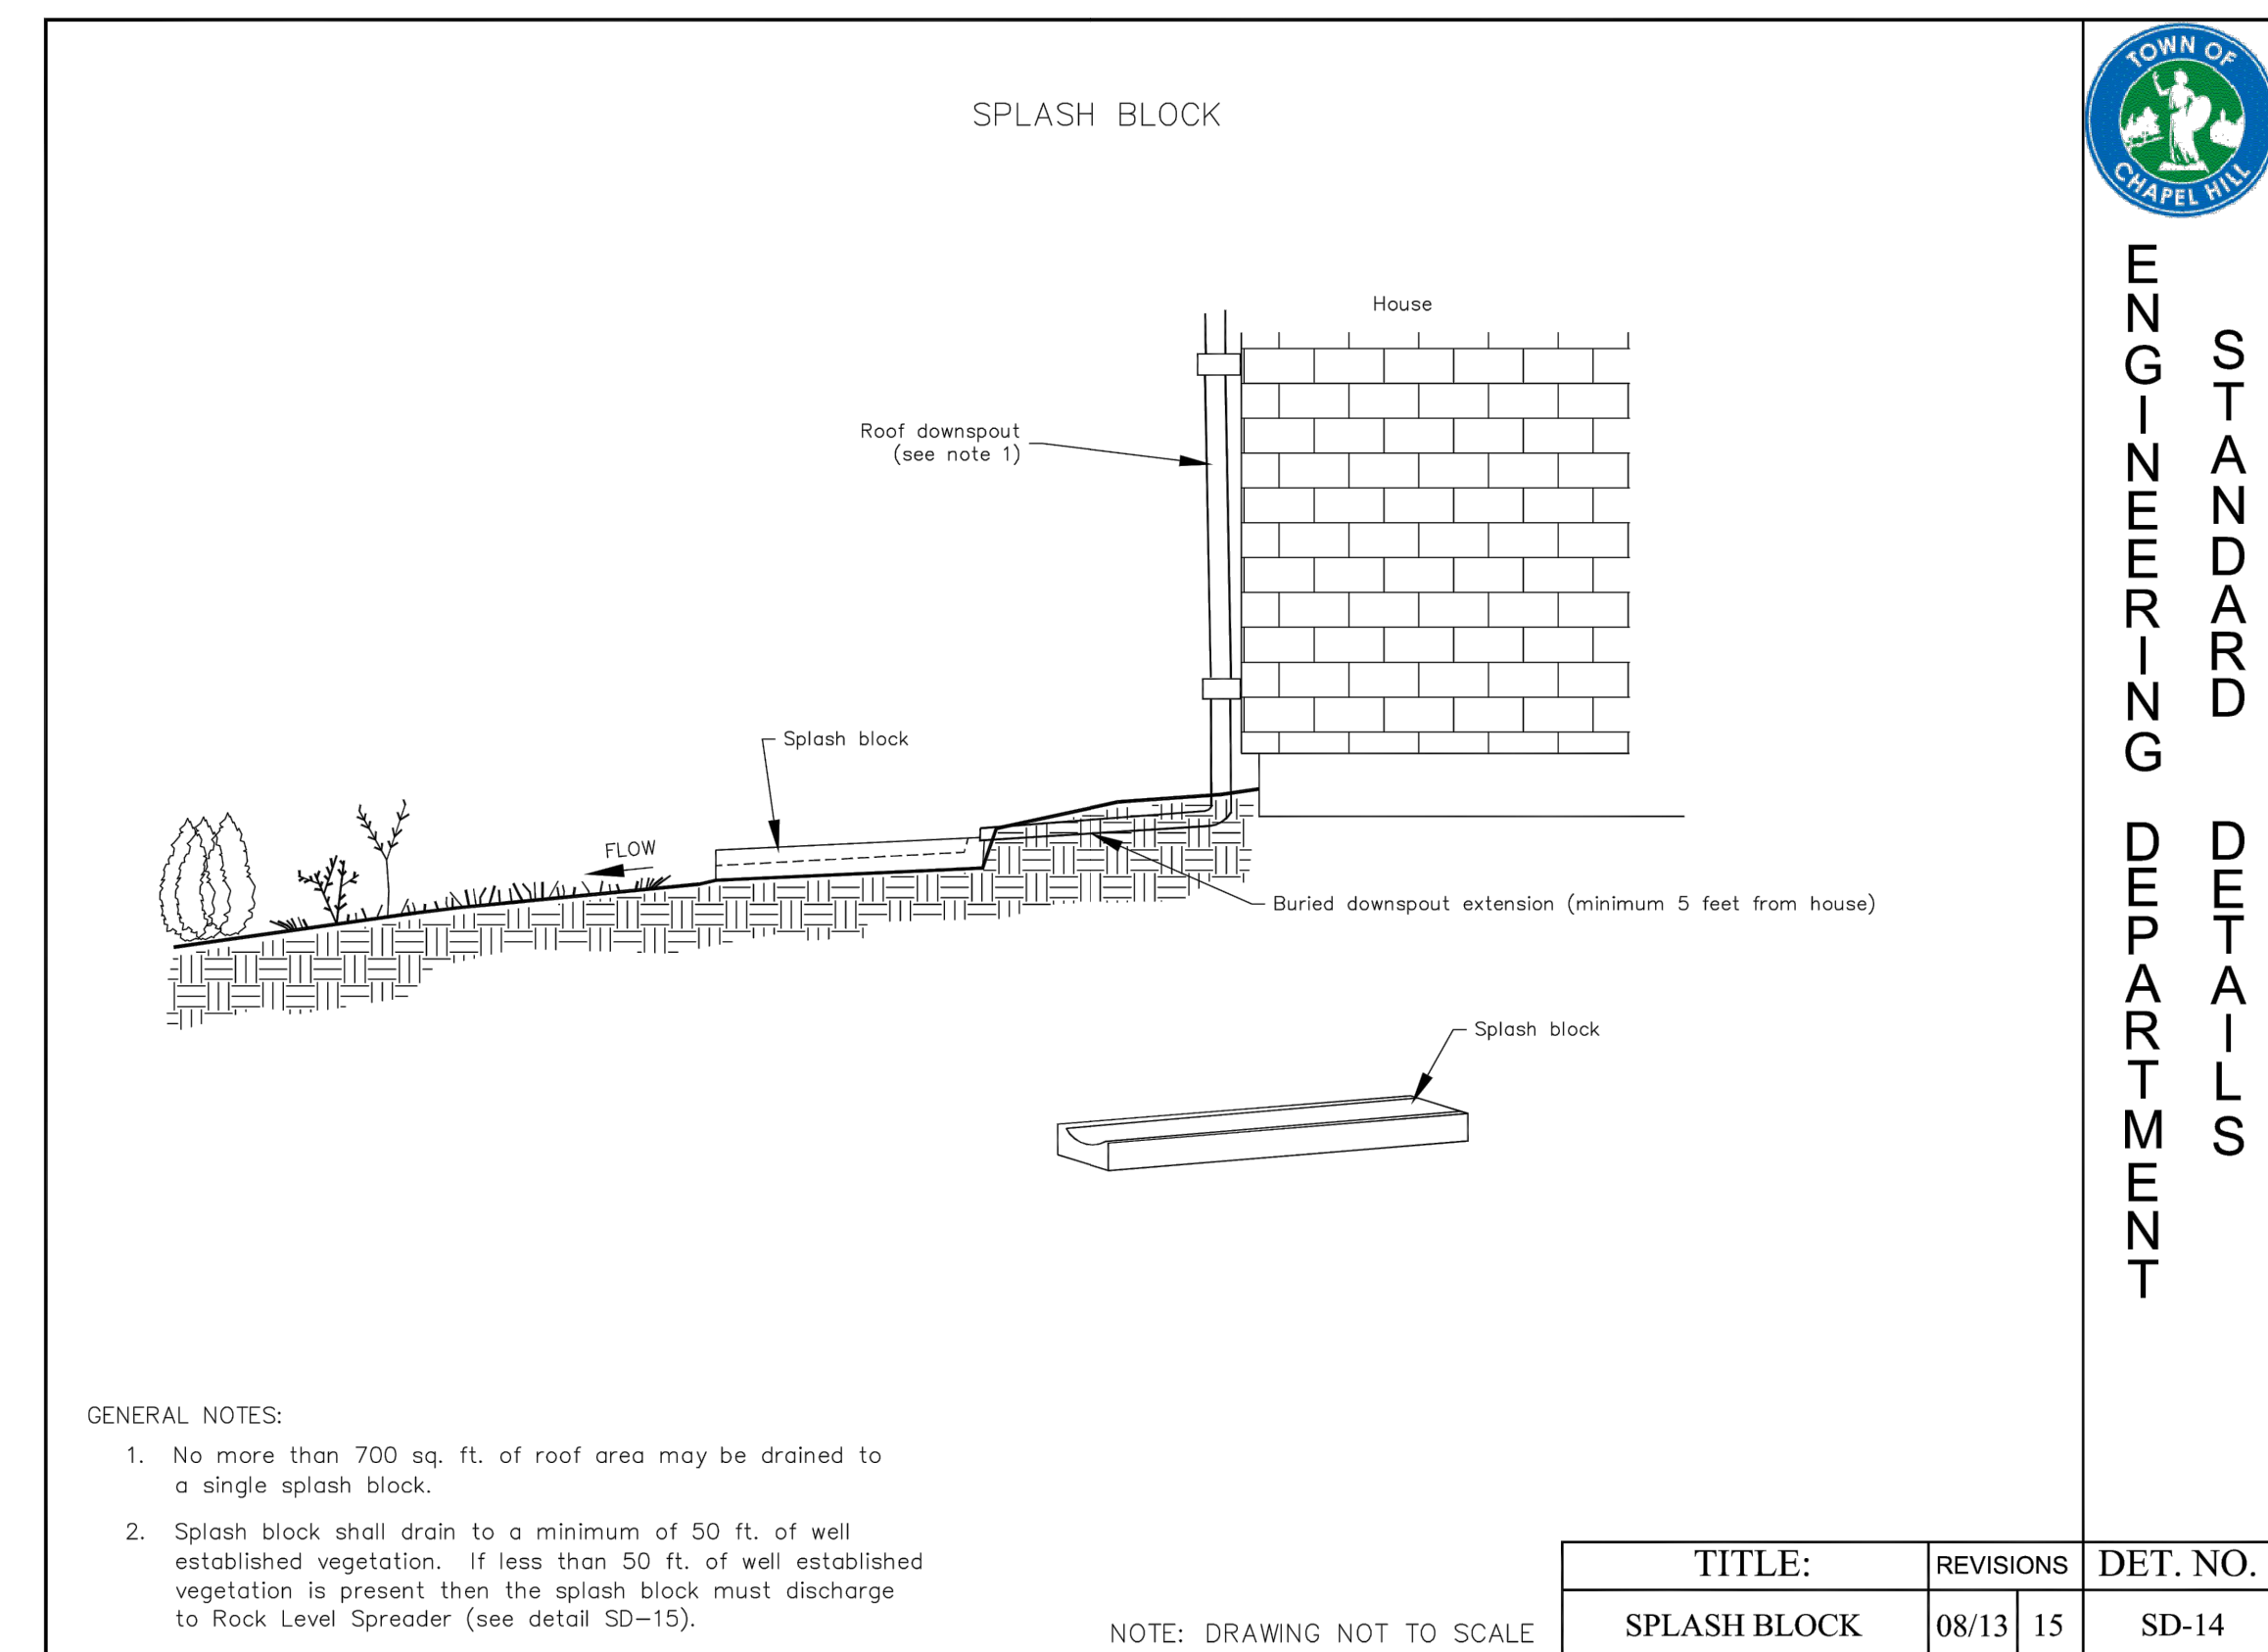 SPLASH BLOCK
TOWN OF
CHAPEL HILL
ENGINEERING DEPARTMENT
STANDARD DETAILS
House
Roof downspout
(see note 1)
Splash block
FLOW
Buried downspout extension (minimum 5 feet from house)
Splash block
GENERAL NOTES:
1. No more than 700 sq. ft. of roof area may be drained to
a single splash block.
2. Splash block shall drain to a minimum of 50 ft. of well
established vegetation. If less than 50 ft. of well established
vegetation is present then the splash block must discharge
to Rock Level Spreader (see detail SD-15).
NOTE: DRAWING NOT TO SCALE
TITLE: REVISIONS DET. NO.
SPLASH BLOCK 08/13 15 SD-14